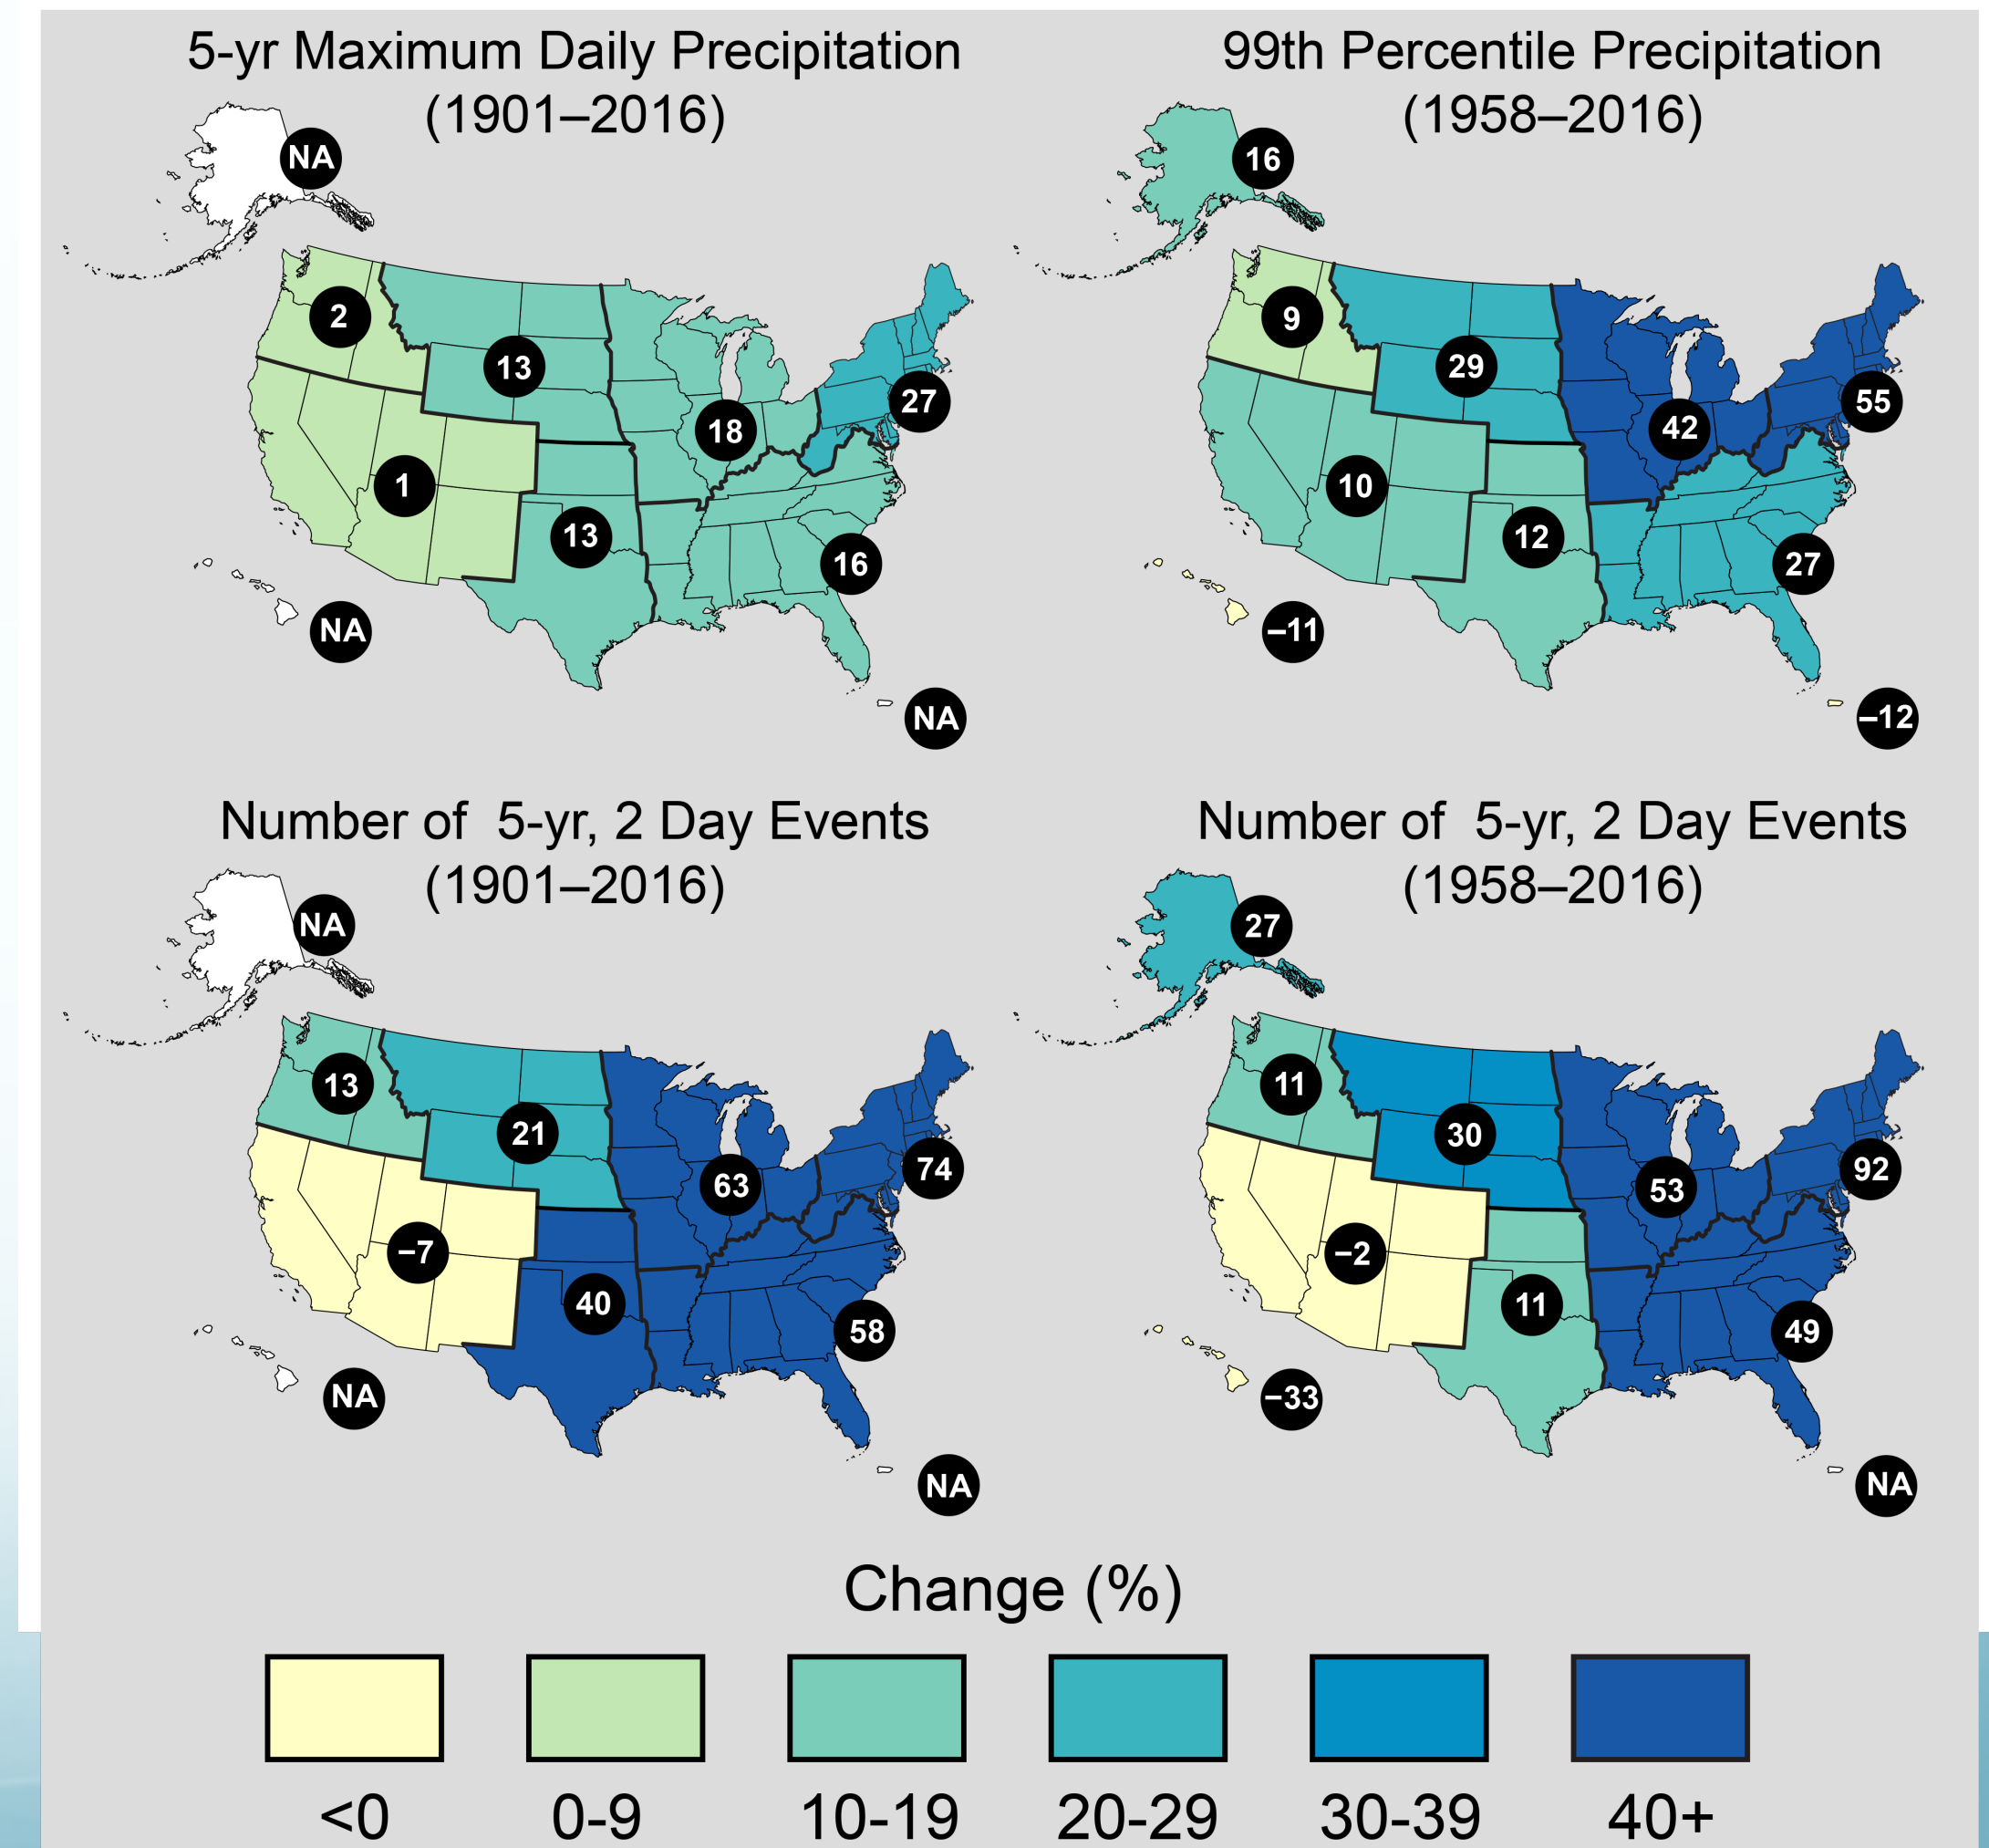 5-yr Maximum Daily Precipitation
(1901–2016)
NA
2
13
27
18
1
13
16
NA
NA
99th Percentile Precipitation
(1958–2016)
16
9
29
55
42
10
12
27
–11
–12
Number of 5-yr, 2 Day Events
(1901–2016)
NA
13
21
74
63
–7
40
58
NA
NA
Number of 5-yr, 2 Day Events
(1958–2016)
27
11
30
92
53
–2
11
49
–33
NA
Change (%)
<0 0-9 10-19 20-29 30-39 40+